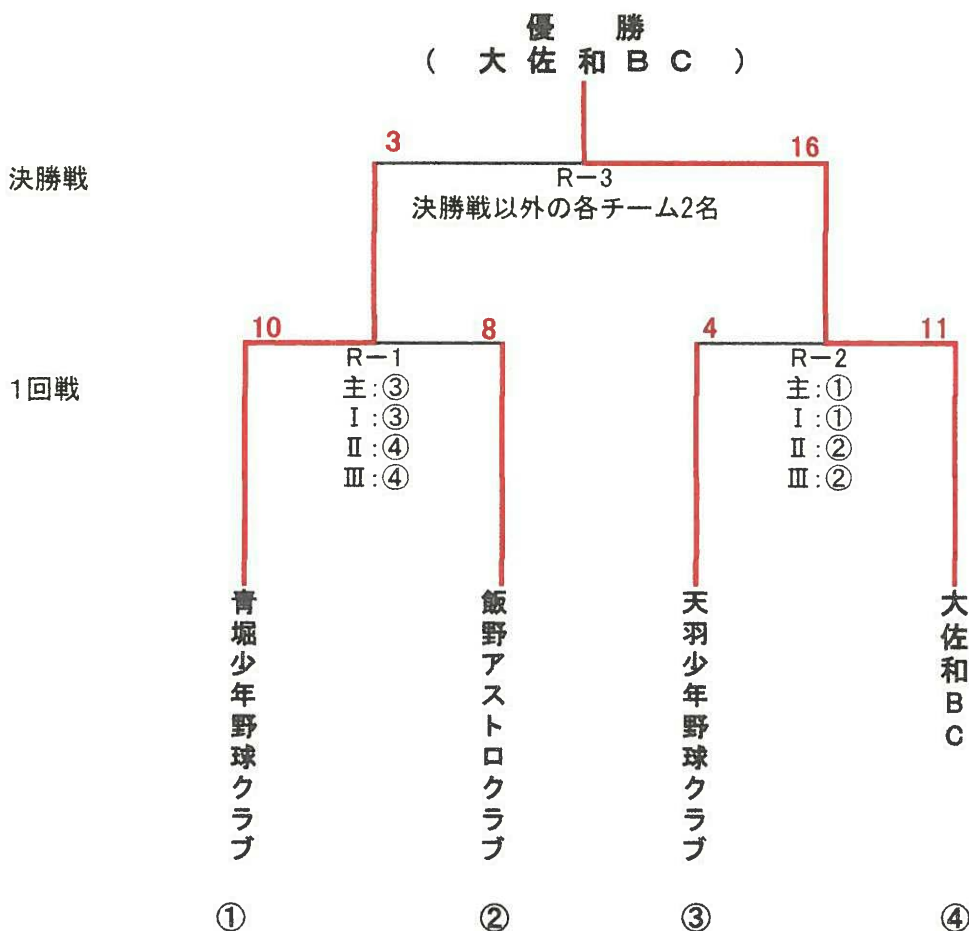 優 勝
( 大 佐 和 B C )
3
16
決勝戦
R－3
決勝戦以外の各チーム2名
10
8
4
11
R－1
R－2
1回戦
主:③
主:①
Ⅰ:③
Ⅰ:①
Ⅱ:④
Ⅱ:②
Ⅲ:④
Ⅲ:②
青堀少年野球クラブ
飯野アストロクラブ
天羽少年野球クラブ
大佐和BC
①
②
③
④